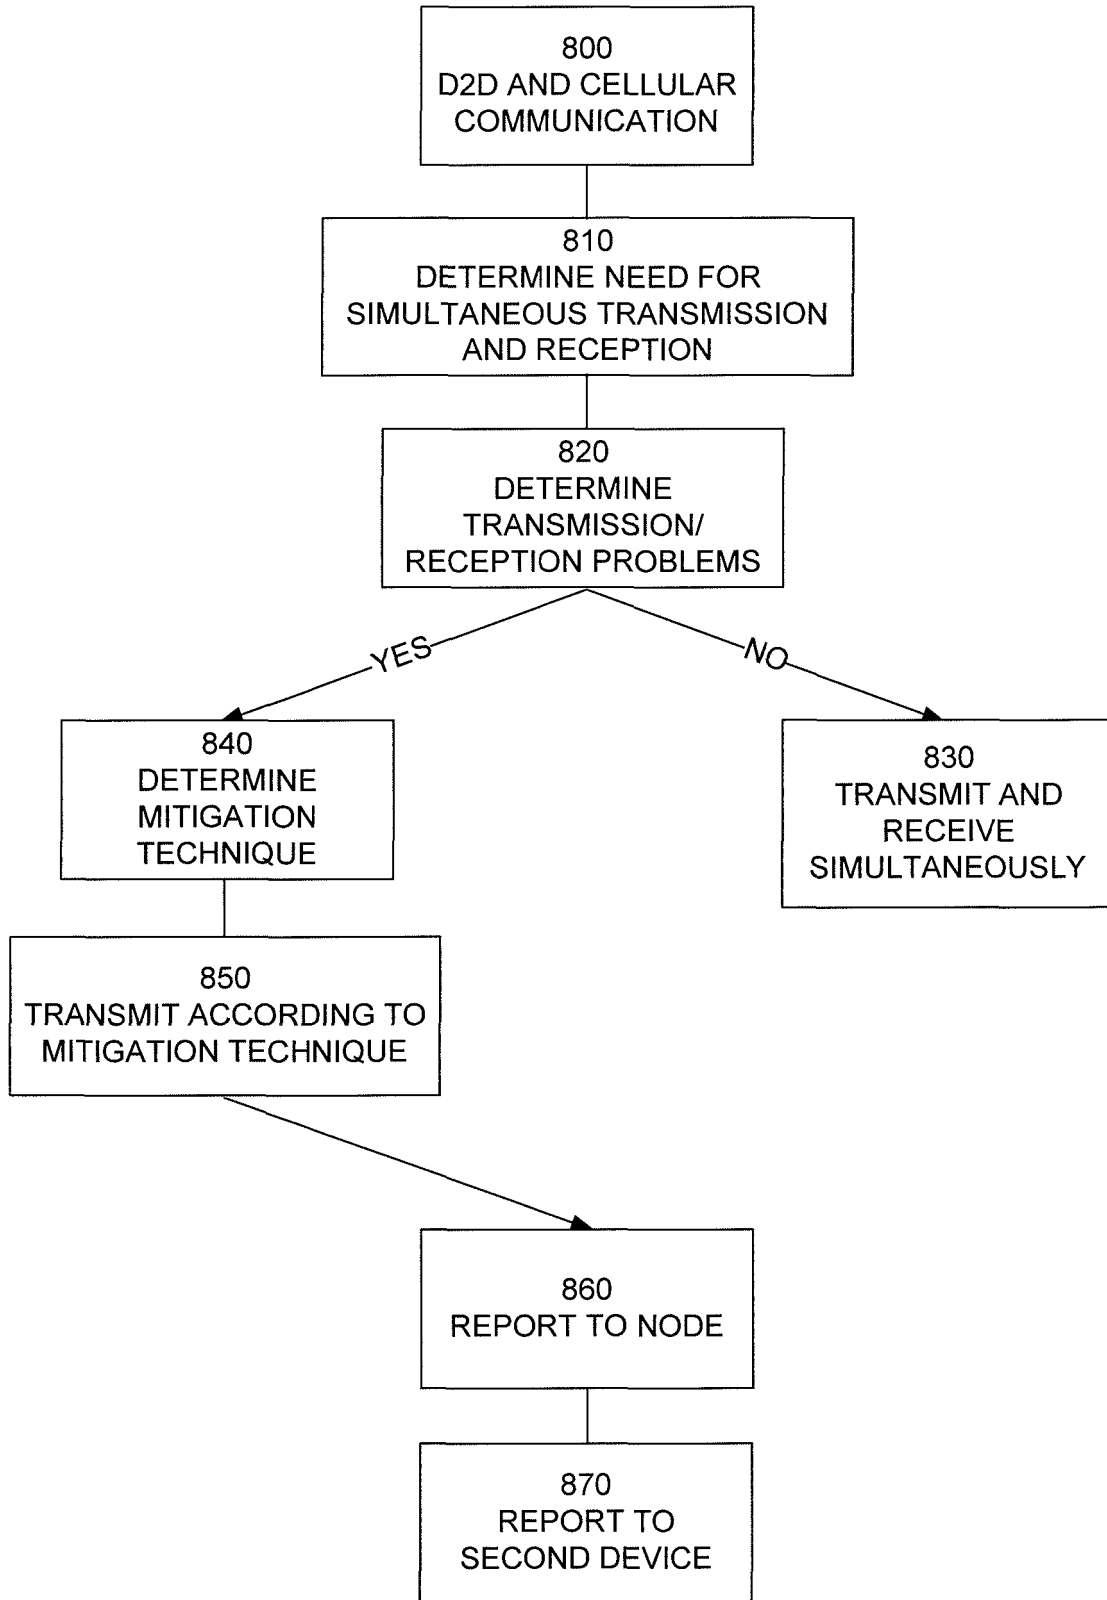 800
D2D AND CELLULAR
COMMUNICATION
810
DETERMINE NEED FOR
SIMULTANEOUS TRANSMISSION
AND RECEPTION
820
DETERMINE
TRANSMISSION/
RECEPTION PROBLEMS
YES
NO
840
DETERMINE
MITIGATION
TECHNIQUE
830
TRANSMIT AND
RECEIVE
SIMULTANEOUSLY
850
TRANSMIT ACCORDING TO
MITIGATION TECHNIQUE
860
REPORT TO NODE
870
REPORT TO
SECOND DEVICE